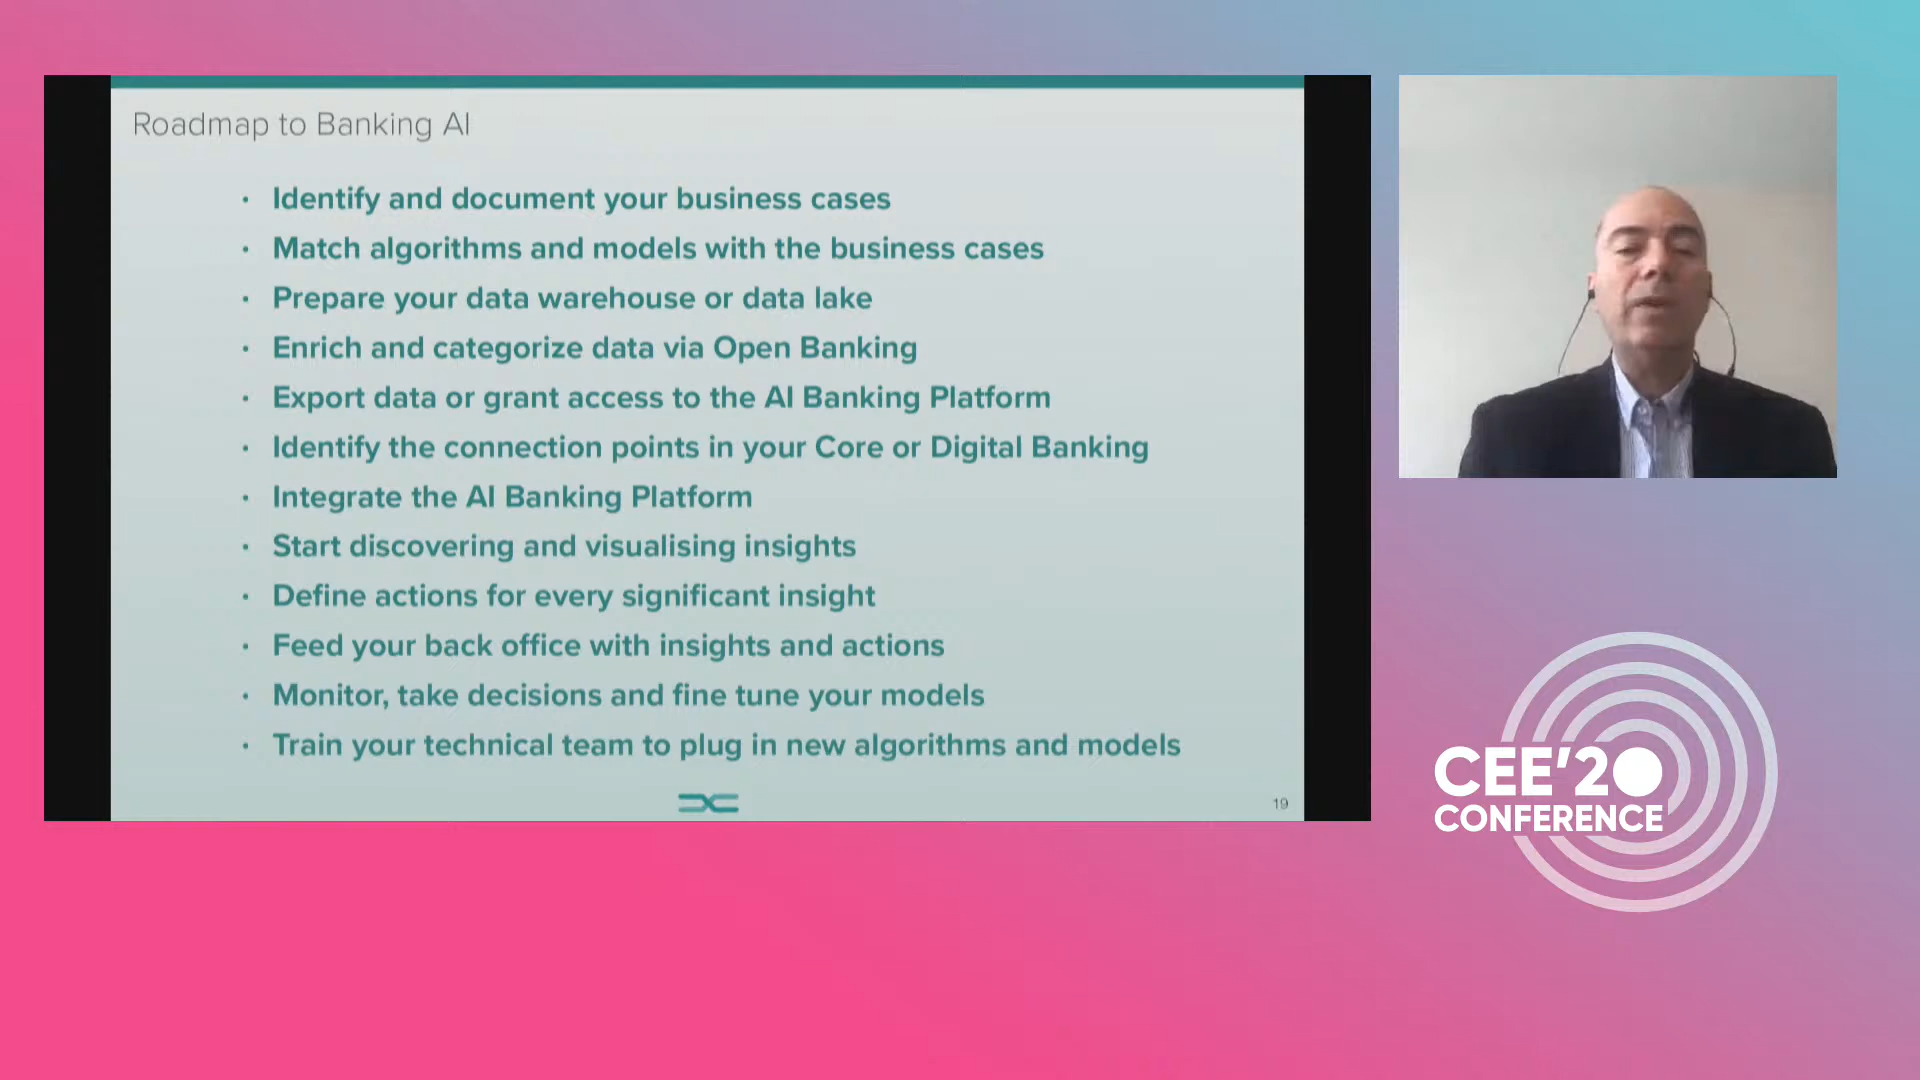 Roadmap to Banking AI
· Identify and document your business cases
· Match algorithms and models with the business cases
· Prepare your data warehouse or data lake
· Enrich and categorize data via Open Banking
· Export data or grant access to the AI Banking Platform
· Identify the connection points in your Core or Digital Banking
· Integrate the AI Banking Platform
· Start discovering and visualising insights
· Define actions for every significant insight
· Feed your back office with insights and actions
· Monitor, take decisions and fine tune your models
· Train your technical team to plug in new algorithms and models
19
CEE'20
CONFERENCE